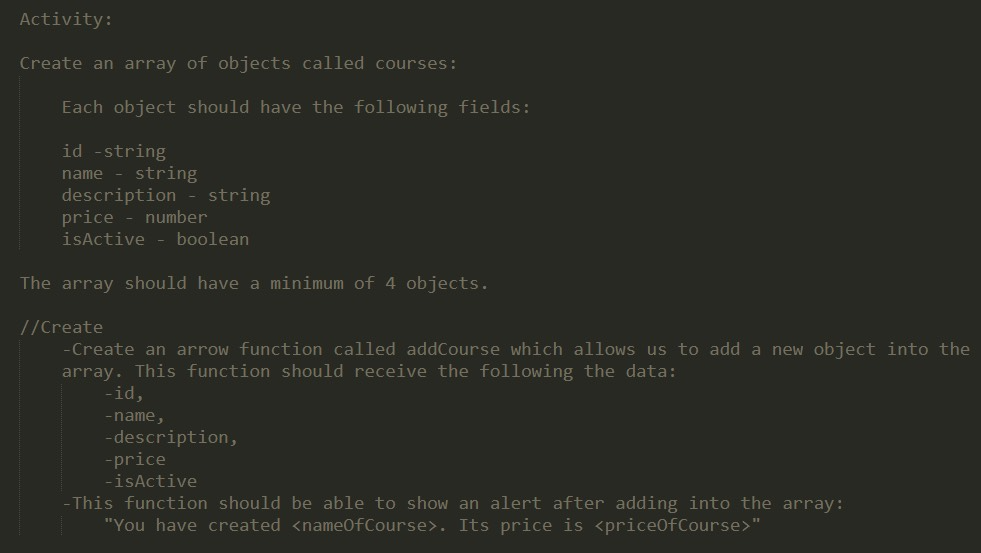 Activity:
Create an array of objects called courses:
Each object should have the following fields:
id -string
name - string
description - string
price - number
isActive - boolean
The array should have a minimum of 4 objects.
//Create
-Create an arrow function called addCourse which allows us to add a new object into the
array. This function should receive the following the data:
-id,
-name,
-description,
-price
-isActive
-This function should be able to show an alert after adding into the array:
"You have created <nameOfCourse>. Its price is <priceOfCourse>"